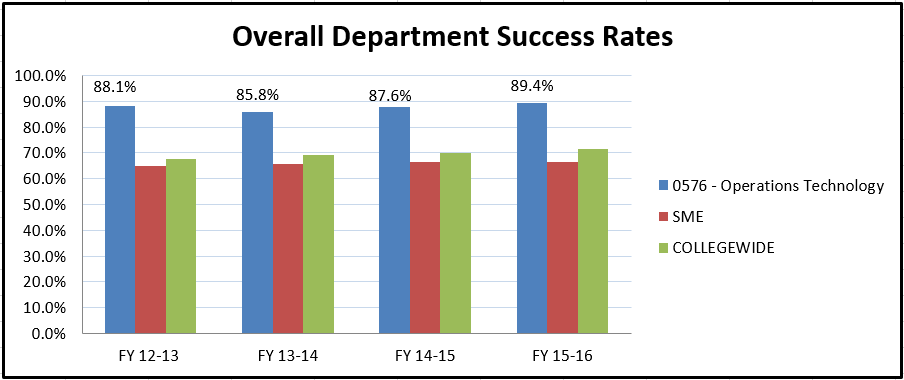 Overall Department Success Rates
100.0%
90.0%
80.0%
70.0%
60.0%
50.0%
40.0%
30.0%
20.0%
10.0%
0.0%
88.1%
85.8%
87.6%
89.4%
FY 12-13
FY 13-14
FY 14-15
FY 15-16
0576 - Operations Technology
SME
COLLEGEWIDE